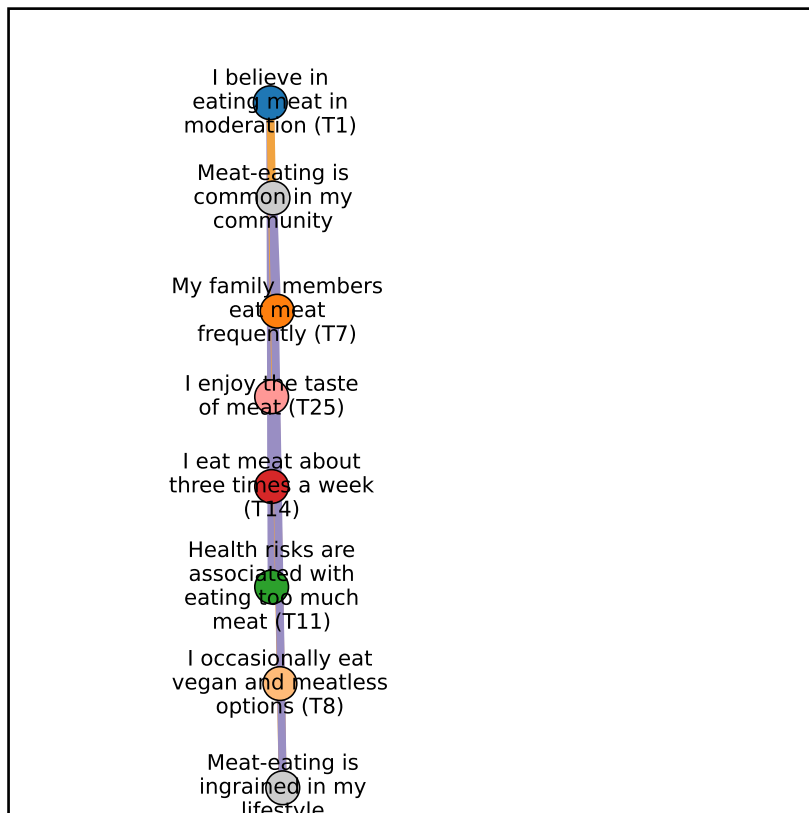 I believe in
eating meat in
moderation (T1)
Meat-eating is
common in my
community
My family members
eat meat
frequently (T7)
I enjoy the taste
of meat (T25)
I eat meat about
three times a week
(T14)
Health risks are
associated with
eating too much
meat (T11)
I occasionally eat
vegan and meatless
options (T8)
Meat-eating is
ingrained in my
lifestyle